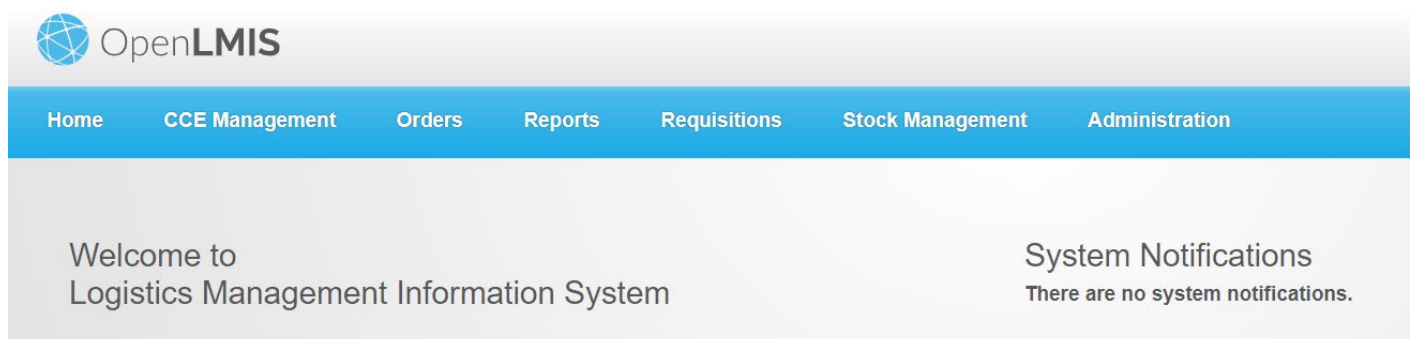 OpenLMIS
Home CCE Management Orders Reports Requisitions Stock Management Administration
Welcome to
Logistics Management Information System
System Notifications
There are no system notifications.